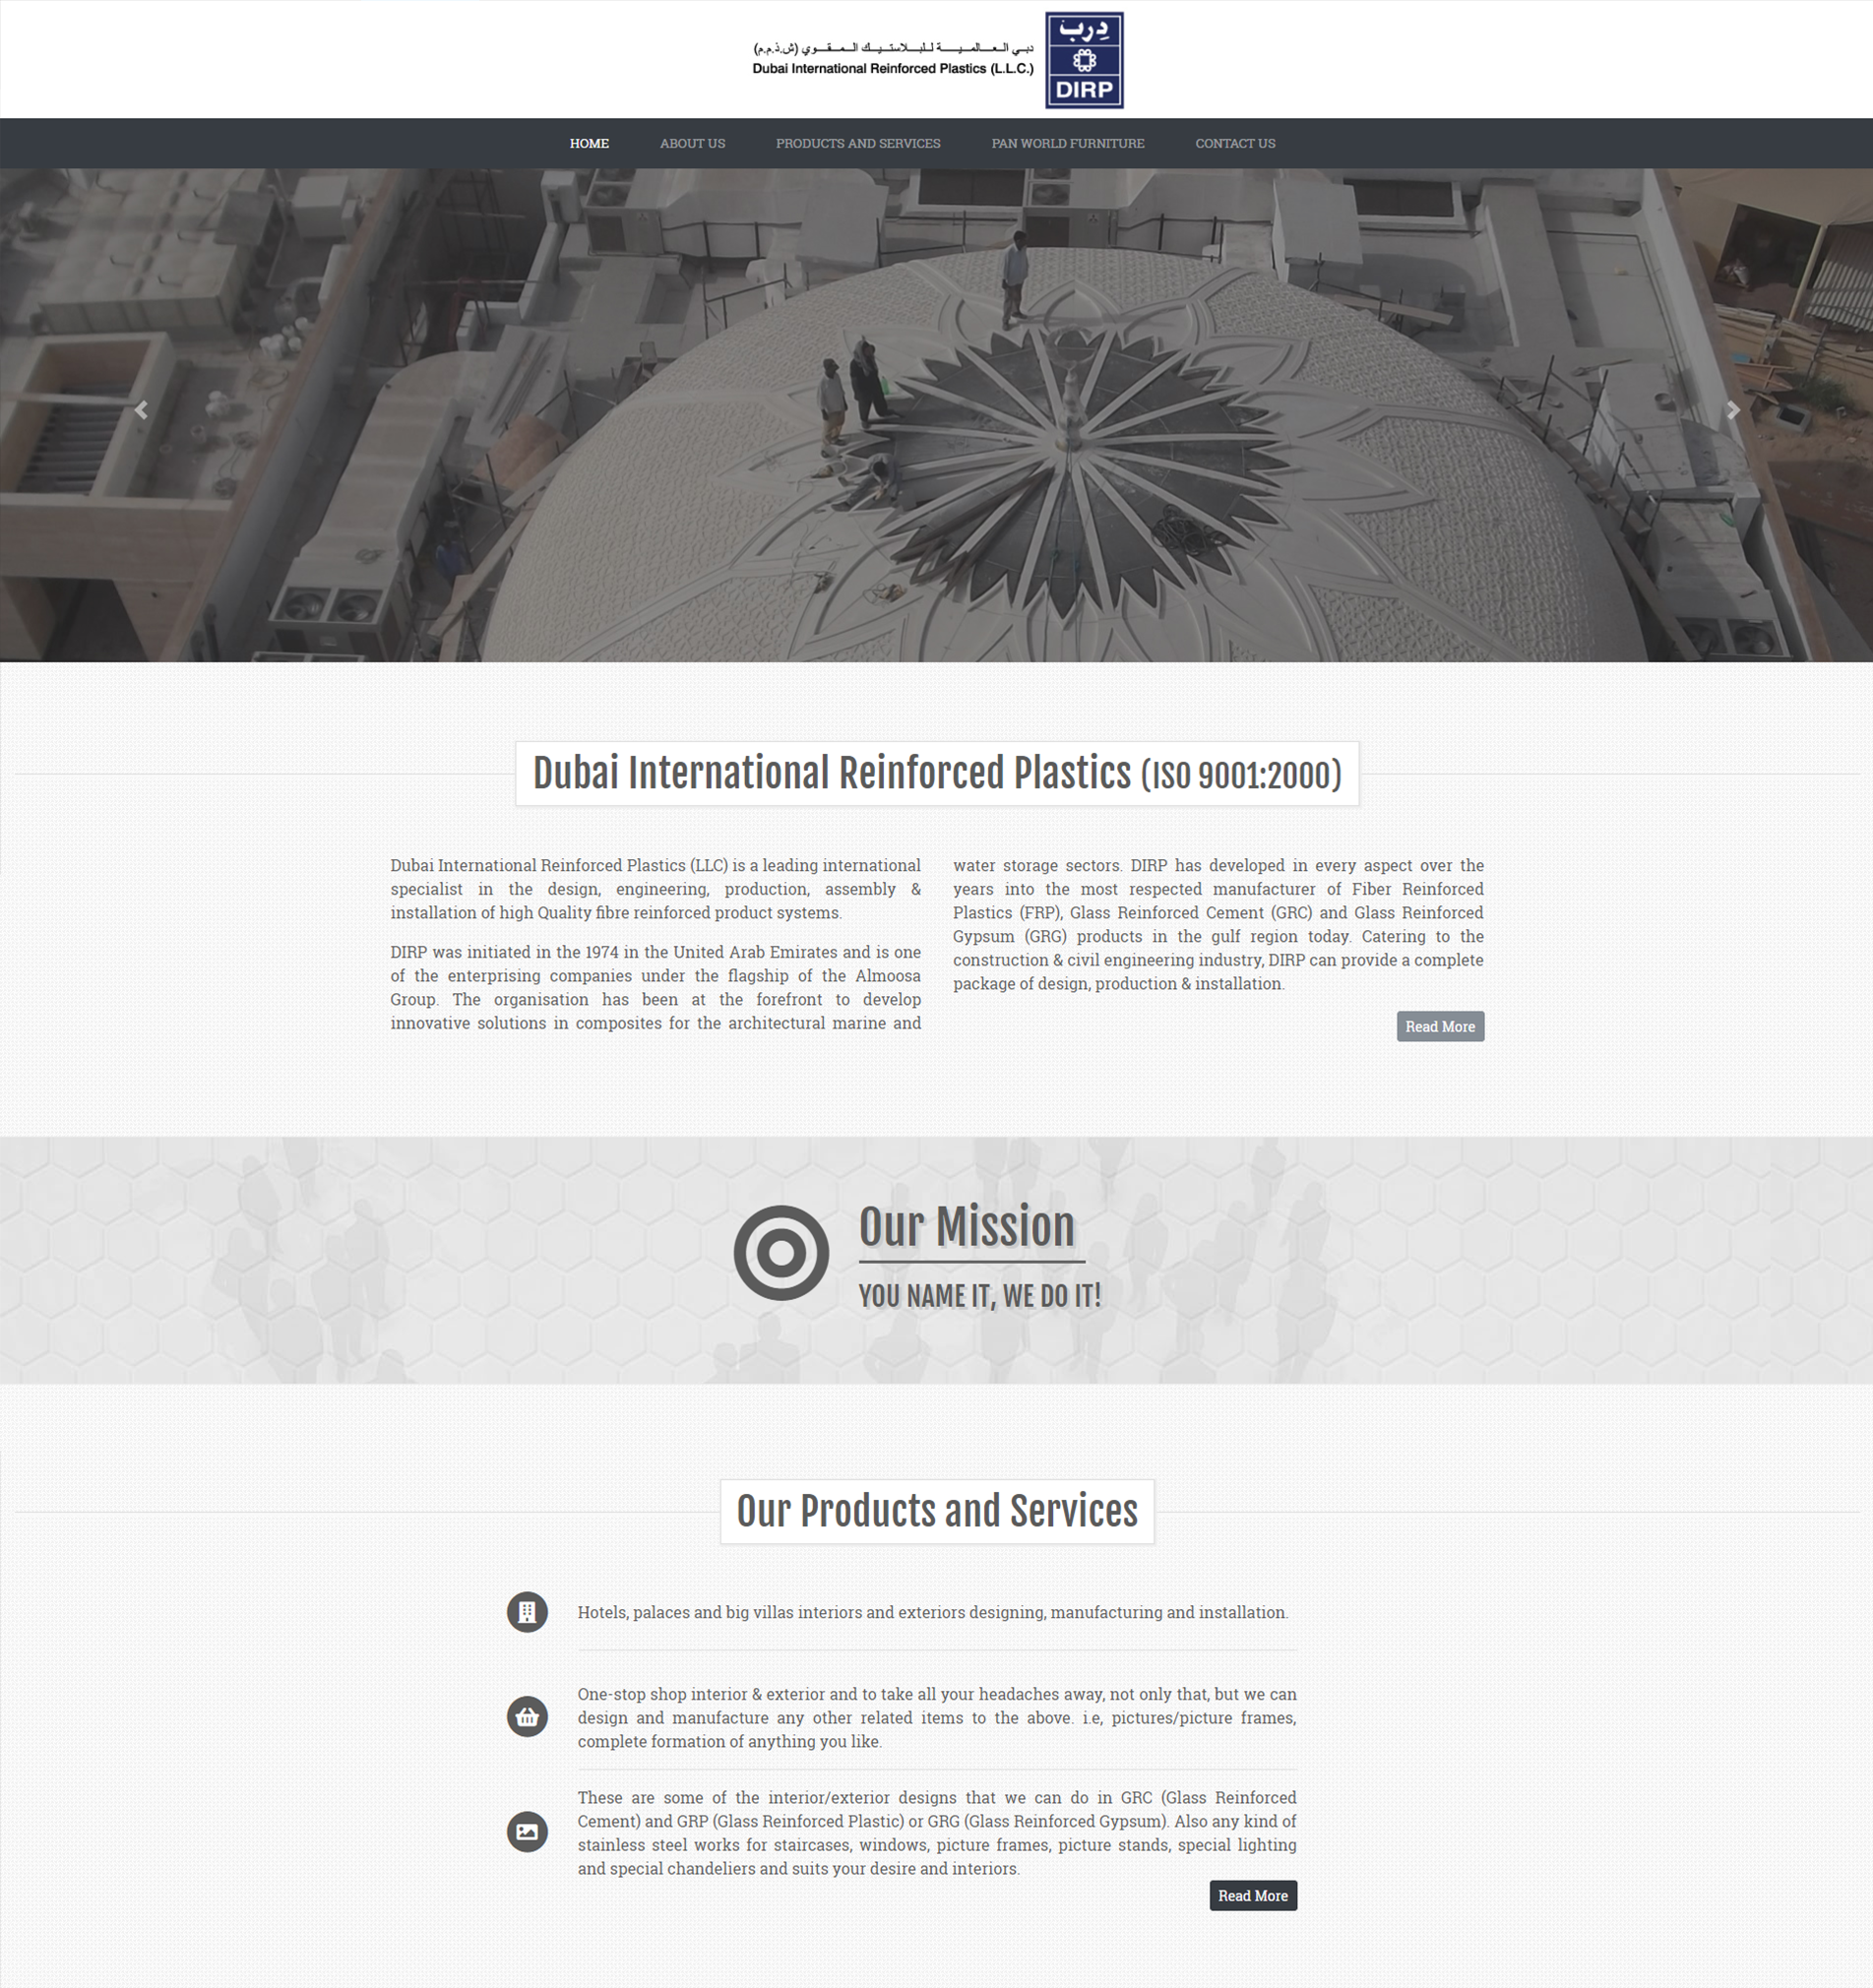 دبي العالمية للبلاستيك المقوي (ش.ذ.م.م)
Dubai International Reinforced Plastics (L.L.C.)
درب
DIRP
HOME ABOUT US PRODUCTS AND SERVICES PAN WORLD FURNITURE CONTACT US
Dubai International Reinforced Plastics (ISO 9001:2000)
Dubai International Reinforced Plastics (LLC) is a leading international
specialist in the design, engineering, production, assembly &
installation of high Quality fibre reinforced product systems.
DIRP was initiated in the 1974 in the United Arab Emirates and is one
of the enterprising companies under the flagship of the Almoosa
Group. The organisation has been at the forefront to develop
innovative solutions in composites for the architectural marine and
water storage sectors. DIRP has developed in every aspect over the
years into the most respected manufacturer of Fiber Reinforced
Plastics (FRP), Glass Reinforced Cement (GRC) and Glass Reinforced
Gypsum (GRG) products in the gulf region today. Catering to the
construction & civil engineering industry, DIRP can provide a complete
package of design, production & installation.
Read More
Our Mission
YOU NAME IT, WE DO IT!
Our Products and Services
Hotels, palaces and big villas interiors and exteriors designing, manufacturing and installation.
One-stop shop interior & exterior and to take all your headaches away, not only that, but we can
design and manufacture any other related items to the above. i.e, pictures/picture frames,
complete formation of anything you like.
These are some of the interior/exterior designs that we can do in GRC (Glass Reinforced
Cement) and GRP (Glass Reinforced Plastic) or GRG (Glass Reinforced Gypsum). Also any kind of
stainless steel works for staircases, windows, picture frames, picture stands, special lighting
and special chandeliers and suits your desire and interiors.
Read More